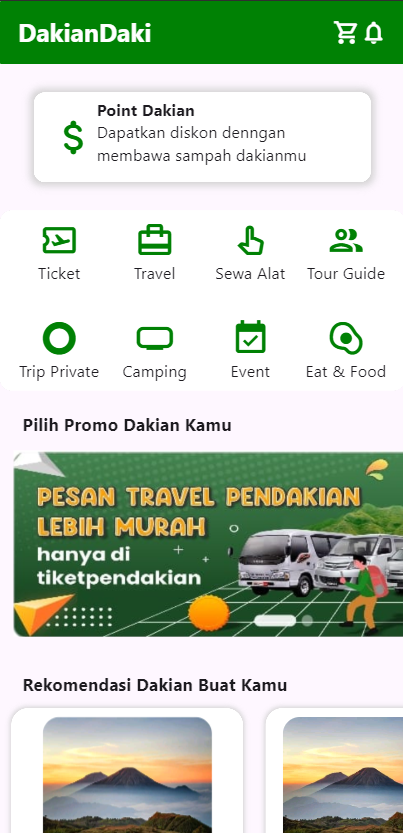 DakianDaki
Point Dakian
Dapatkan diskon denngan
membawa sampah dakianmu
Ticket
Travel
Sewa Alat
Tour Guide
Trip Private
Camping
Event
Eat & Food
Pilih Promo Dakian Kamu
PESAN TRAVEL PENDAKIAN
LEBIH MURAH
hanya di
tiketpendakian
Rekomendasi Dakian Buat Kamu